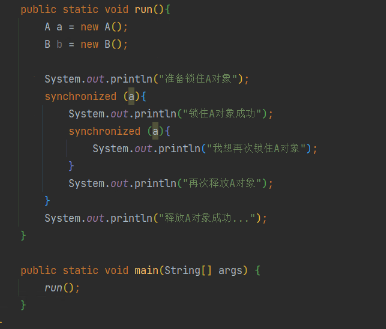 public static void run(){
A a = new A();
B b = new B();
System.out.println("准备锁住A对象");
synchronized (a){
System.out.println("锁住A对象成功");
synchronized (a){
System.out.println("我想再次锁住A对象");
}
System.out.println("再次释放A对象");
}
System.out.println("释放A对象成功...");
}
public static void main(String[] args) {
run();
}